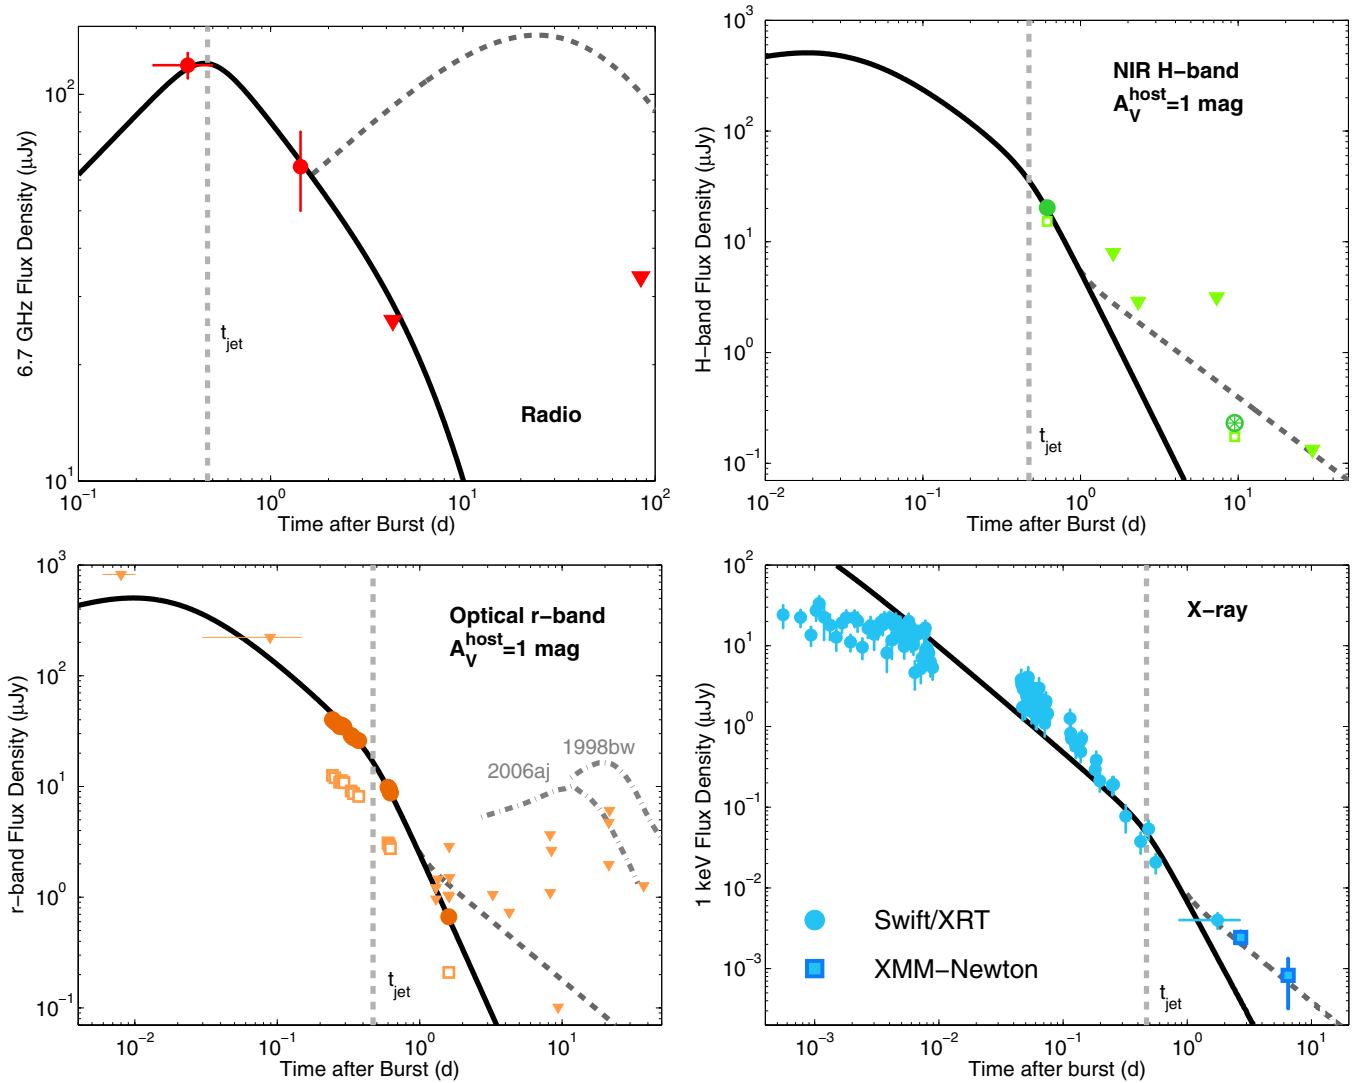 6.7 GHz Flux Density (μJy)
10^2
10^1
t_jet
Radio
10^-1
10^0
10^1
10^2
Time after Burst (d)
H-band Flux Density (μJy)
10^3
10^2
10^1
10^0
10^-1
NIR H-band
A_V^host=1 mag
t_jet
10^-2
10^-1
10^0
10^1
Time after Burst (d)
r-band Flux Density (μJy)
10^3
10^2
10^1
10^0
10^-1
Optical r-band
A_V^host=1 mag
1998bw
2006aj
t_jet
10^-2
10^-1
10^0
10^1
Time after Burst (d)
1 keV Flux Density (μJy)
10^2
10^1
10^0
10^-1
10^-2
10^-3
X-ray
Swift/XRT
XMM-Newton
t_jet
10^-3
10^-2
10^-1
10^0
10^1
Time after burst (d)